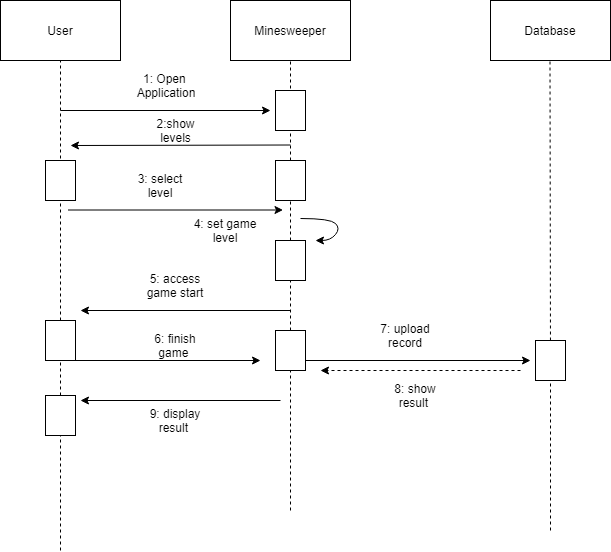 User
Minesweeper
Database
1: Open
Application
2:show
levels
3: select
level
4: set game
level
5: access
game start
6: finish
game
7: upload
record
8: show
result
9: display
result